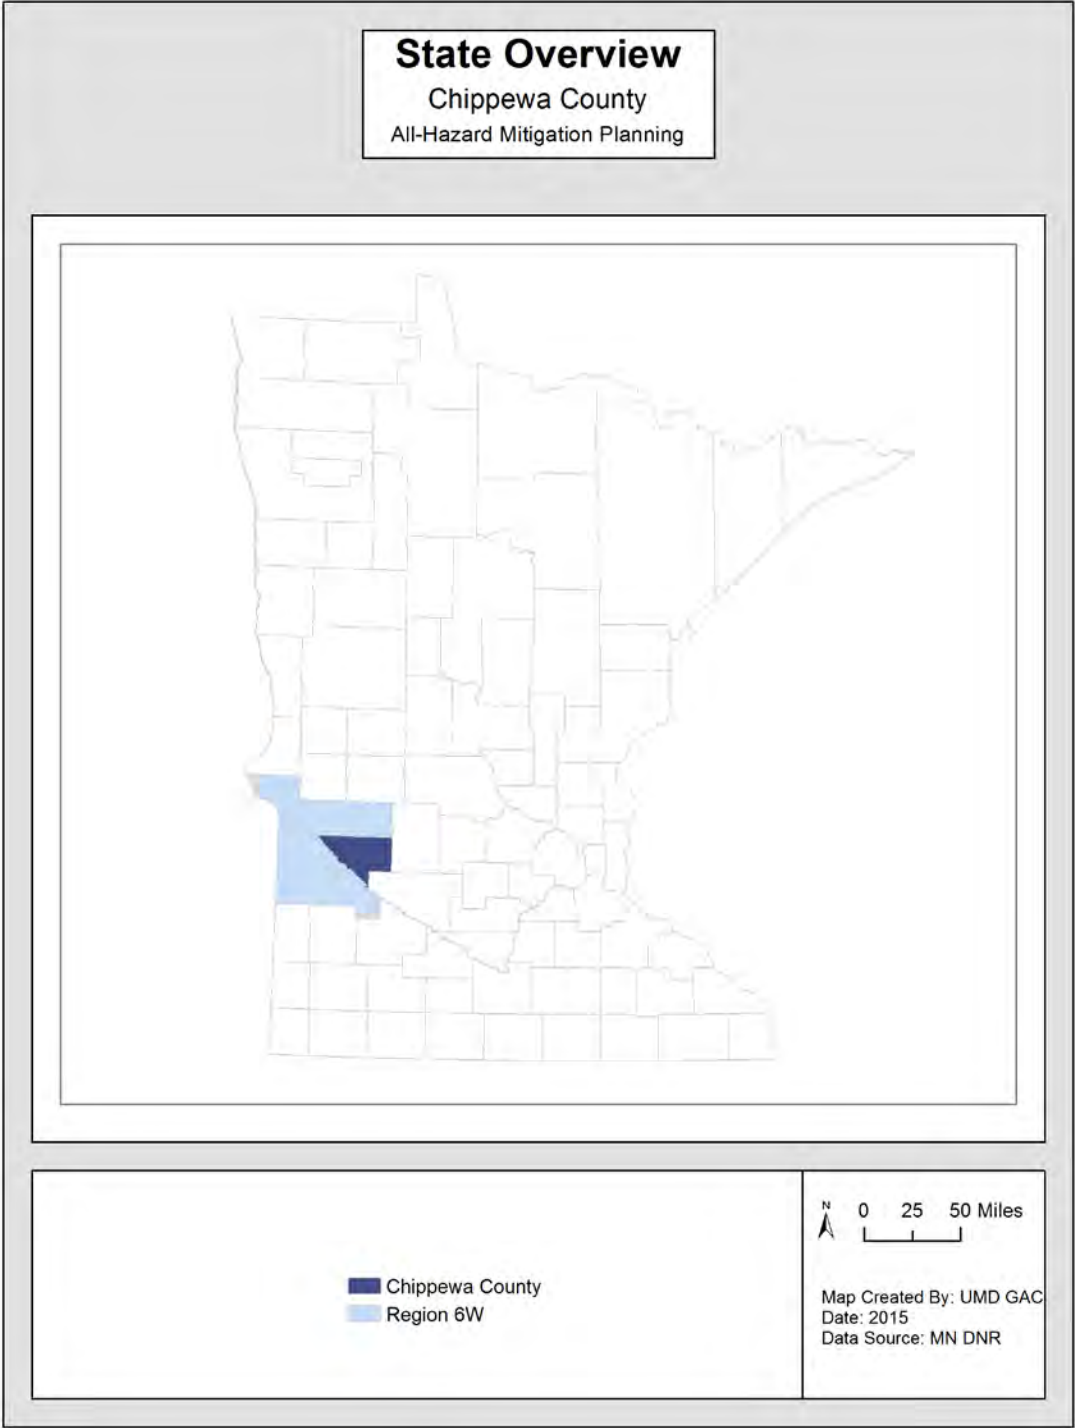 State Overview
Chippewa County
All-Hazard Mitigation Planning
Chippewa County
Region 6W
N
0 25 50 Miles
Map Created By: UMD GAC
Date: 2015
Data Source: MN DNR